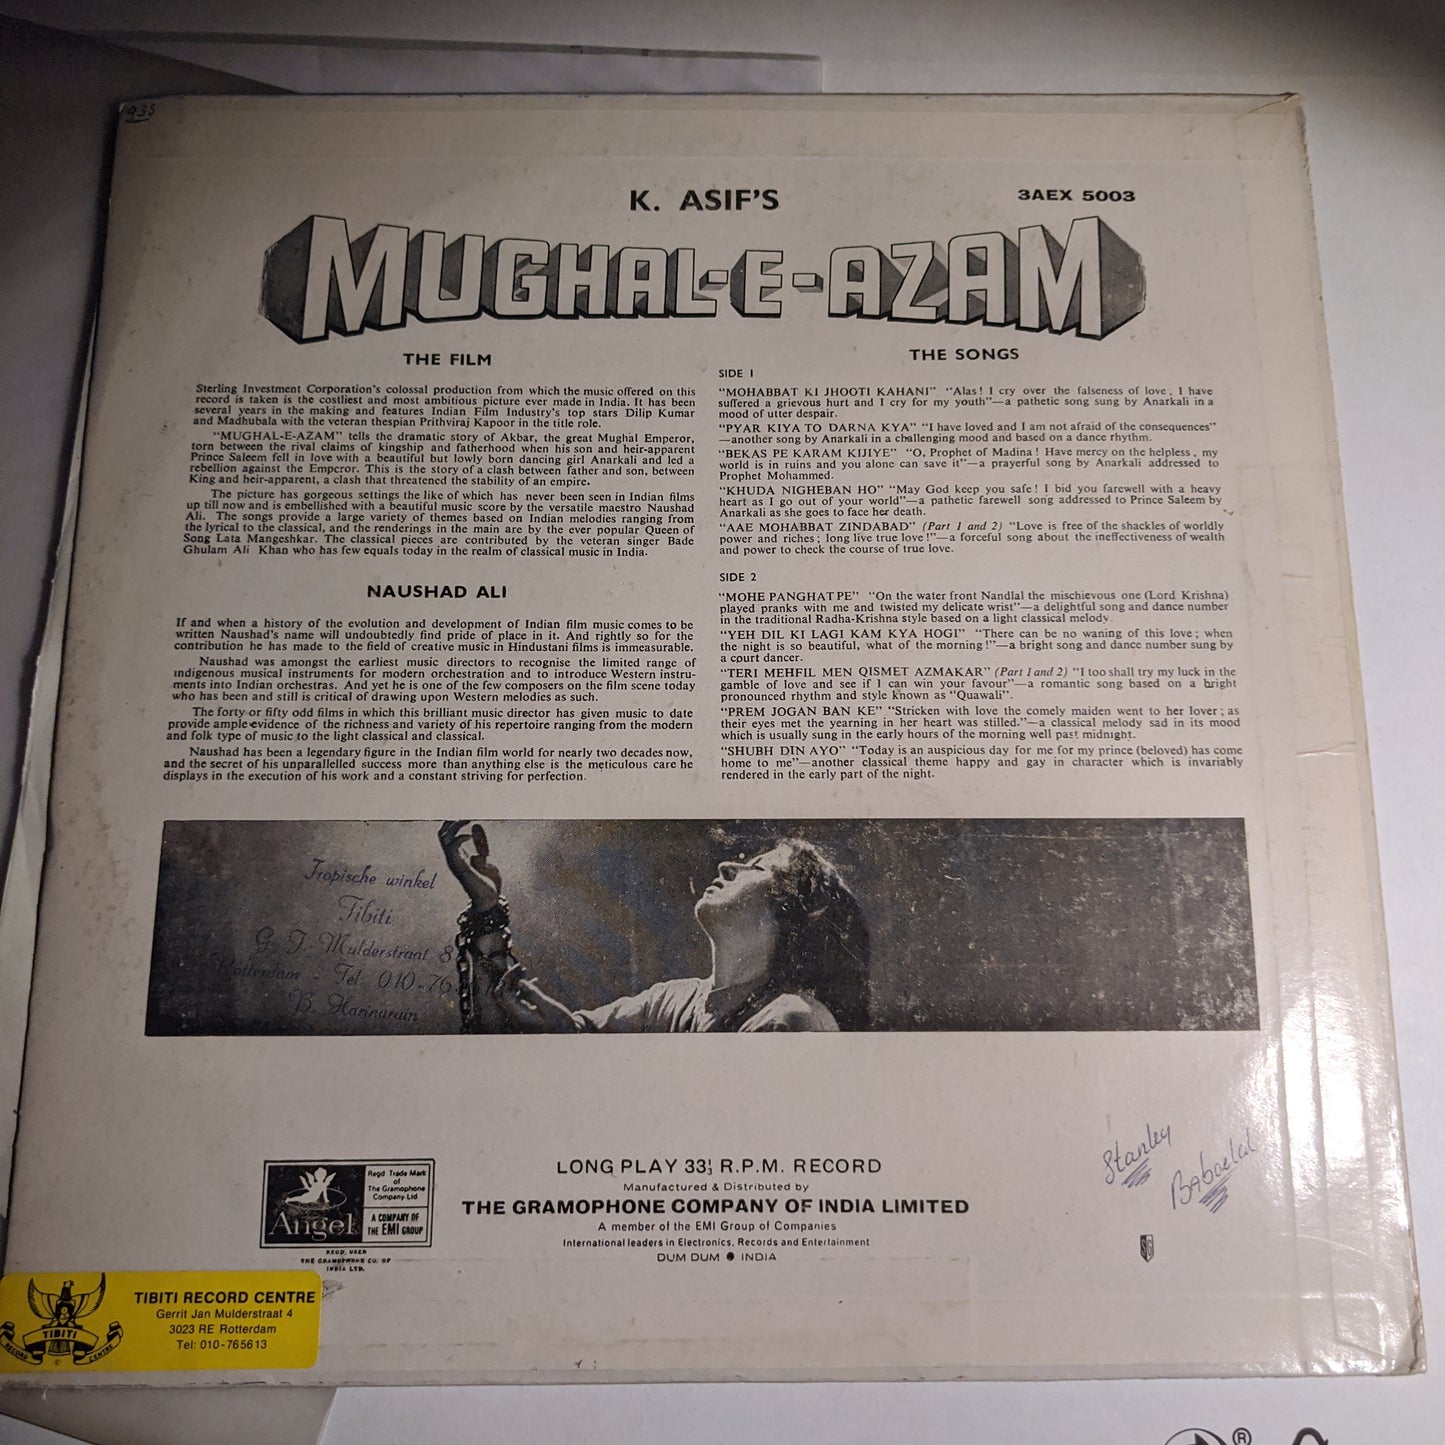 935
K. ASIF'S
3AEX 5003
MUGHAL-E-AZAM
THE FILM
Sterling Investment Corporation's colossal production from which the music offered on this
record is taken is the costliest and most ambitious picture ever made in India. It has been
several years in the making and features Indian Film Industry's top stars Dilip Kumar
and Madhubala with the veteran thespian Prithviraj Kapoor in the title role.
"MUGHAL-E-AZAM" tells the dramatic story of Akbar, the great Mughal Emperor,
torn between the rival claims of kingship and fatherhood when his son and heir-apparent
Prince Saleem fell in love with a beautiful but lowly born dancing girl Anarkali and led a
rebellion against the Emperor. This is the story of a clash between father and son, between
King and heir-apparent, a clash that threatened the stability of an empire.
The picture has gorgeous settings the like of which has never been seen in Indian films
up till now and is embellished with a beautiful music score by the versatile maestro Naushad
Ali. The songs provide a large variety of themes based on Indian melodies ranging from
the lyrical to the classical, and the renderings in the main are by the ever popular Queen of
Song Lata Mangeshkar. The classical pieces are contributed by the veteran singer Bade
Ghulam Ali Khan who has few equals today in the realm of classical music in India.
NAUSHAD ALI
If and when a history of the evolution and development of Indian film music comes to be
written Naushad's name will undoubtedly find pride of place in it. And rightly so for the
contribution he has made to the field of creative music in Hindustani films is immeasurable.
Naushad was amongst the earliest music directors to recognise the limited range of
indigenous musical instruments for modern orchestration and to introduce Western instru-
ments into Indian orchestras. And yet he is one of the few composers on the film scene today
who has been and still is critical of drawing upon Western melodies as such.
The forty or fifty odd films in which this brilliant music director has given music to date
provide ample evidence of the richness and variety of his repertoire ranging from the modern
and folk type of music to the light classical and classical.
Naushad has been a legendary figure in the Indian film world for nearly two decades now,
and the secret of his unparallelled success more than anything else is the meticulous care he
displays in the execution of his work and a constant striving for perfection.
THE SONGS
SIDE 1
"MOHABBAT KI JHOOTI KAHANI" "Alas! I cry over the falseness of love, I have
suffered a grievous hurt and I cry for my youth"—a pathetic song sung by Anarkali in a
mood of utter despair.
"PYAR KIYA TO DARNA KYA" "I have loved and I am not afraid of the consequences"
—another song by Anarkali in a challenging mood and based on a dance rhythm.
"BEKAS PE KARAM KIJIYE" "O, Prophet of Madina! Have mercy on the helpless, my
world is in ruins and you alone can save it"—a prayerful song by Anarkali addressed to
Prophet Mohammed.
"KHUDA NIGHEBAN HO" "May God keep you safe! I bid you farewell with a heavy
heart as I go out of your world"—a pathetic farewell song addressed to Prince Saleem by
Anarkali as she goes to face her death.
"AAE MOHABBAT ZINDABAD" (Part 1 and 2) "Love is free of the shackles of worldly
power and riches; long live true love!"—a forceful song about the ineffectiveness of wealth
and power to check the course of true love.
SIDE 2
"MOHE PANGHAT PE" "On the water front Nandlal the mischievous one (Lord Krishna)
played pranks with me and twisted my delicate wrist"—a delightful song and dance number
in the traditional Radha-Krishna style based on a light classical melody.
"YEH DIL KI LAGI KAM KYA HOGI" "There can be no waning of this love; when
the night is so beautiful, what of the morning!"—a bright song and dance number sung by
a court dancer.
"TERI MEHFIL MEN QISMET AZMAKAR" (Part 1 and 2) "I too shall try my luck in the
gamble of love and see if I can win your favour"—a romantic song based on a bright
pronounced rhythm and style known as "Quawali".
"PREM JOGAN BAN KE" "Stricken with love the comely maiden went to her lover; as
their eyes met the yearning in her heart was stilled."—a classical melody sad in its mood
which is usually sung in the early hours of the morning well past midnight.
"SHUBH DIN AYO" "Today is an auspicious day for me for my prince (beloved) has come
home to me"—another classical theme happy and gay in character which is invariably
rendered in the early part of the night.
Tropische winkel
Tibiti
G. J. Mulderstraat 8
Rotterdam - Tel. 010-76
B. Harinarain
Stanley
Baboelal
Angel
Regd Trade Mark
of
The Gramophone
Company Ltd
A COMPANY OF
THE EMI GROUP
REGD. USER
THE GRAMOPHONE CO. OF
INDIA LTD.
LONG PLAY 33⅓ R.P.M. RECORD
Manufactured & Distributed by
THE GRAMOPHONE COMPANY OF INDIA LIMITED
A member of the EMI Group of Companies
International leaders in Electronics, Records and Entertainment
DUM DUM ● INDIA
SG
TIBITI RECORD CENTRE
Gerrit Jan Mulderstraat 4
3023 RE Rotterdam
Tel: 010-765613
TIBITI
RECORD CENTRE
©
®